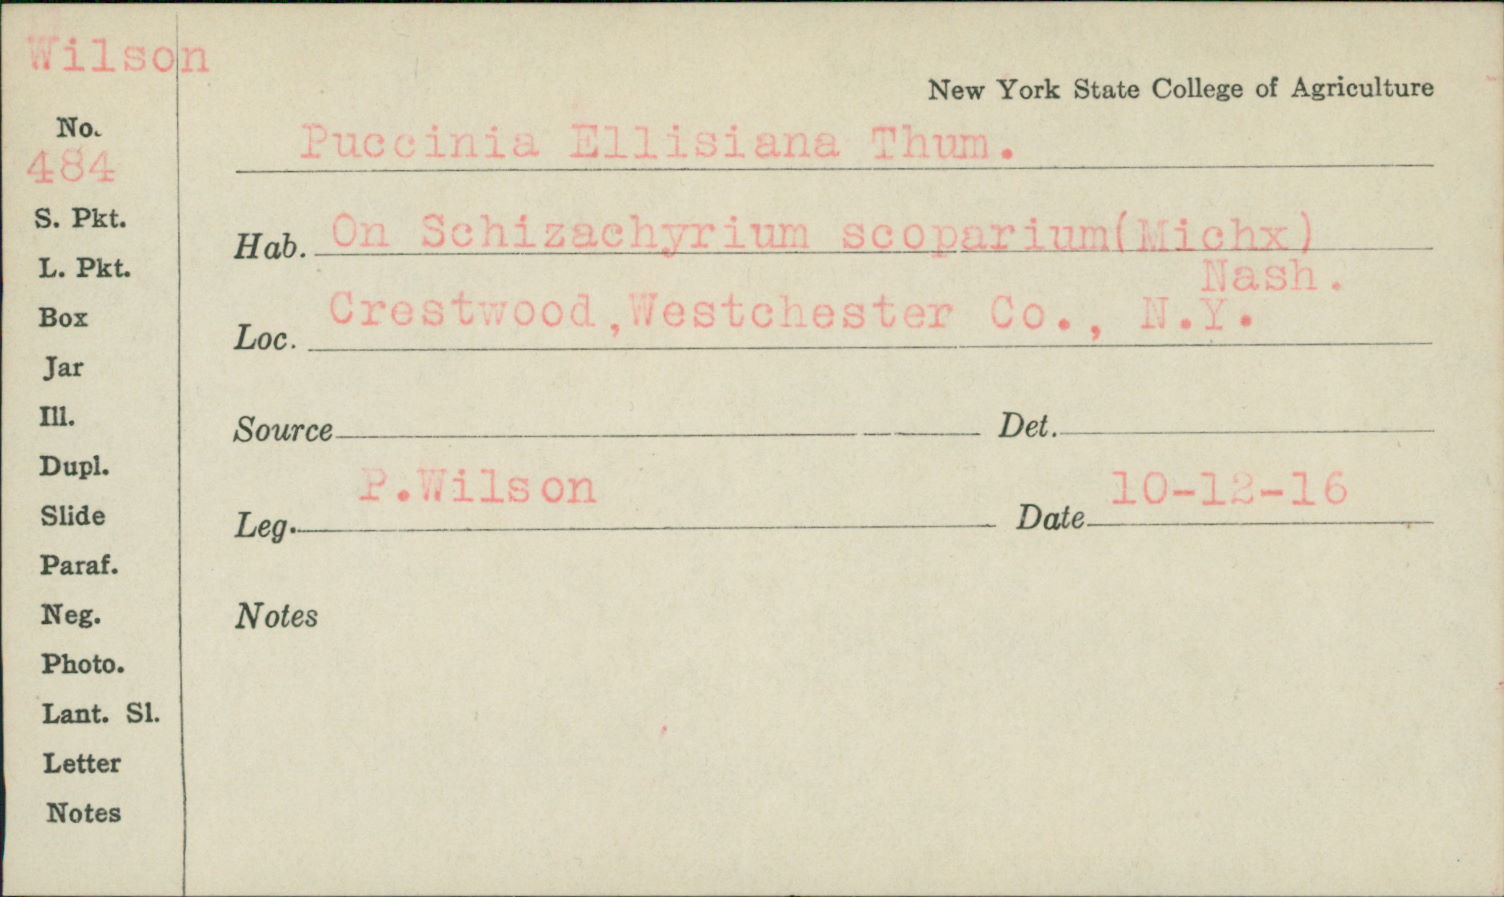 Wilson
New York State College of Agriculture
No.
484
Puccinia Ellisiana Thum.
S. Pkt.
L. Pkt.
Box
Jar
Ill.
Dupl.
Slide
Paraf.
Neg.
Photo.
Lant. Sl.
Letter
Notes
Hab. On Schizachyrium scoparium(Michx)
Nash.
Loc. Crestwood,Westchester Co., N.Y.
Source Det.
Leg. P.Wilson Date 10-12-16
Notes